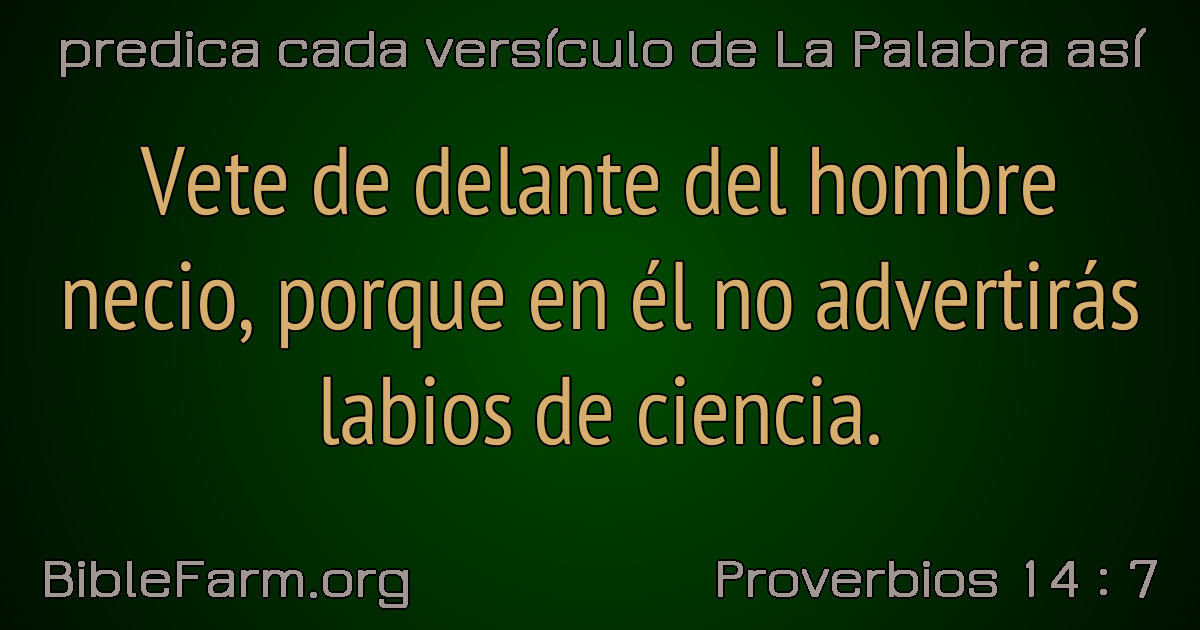 predica cada versículo de La Palabra así
Vete de delante del hombre
necio, porque en él no advertirás
labios de ciencia.
BibleFarm.org
Proverbios 14 : 7